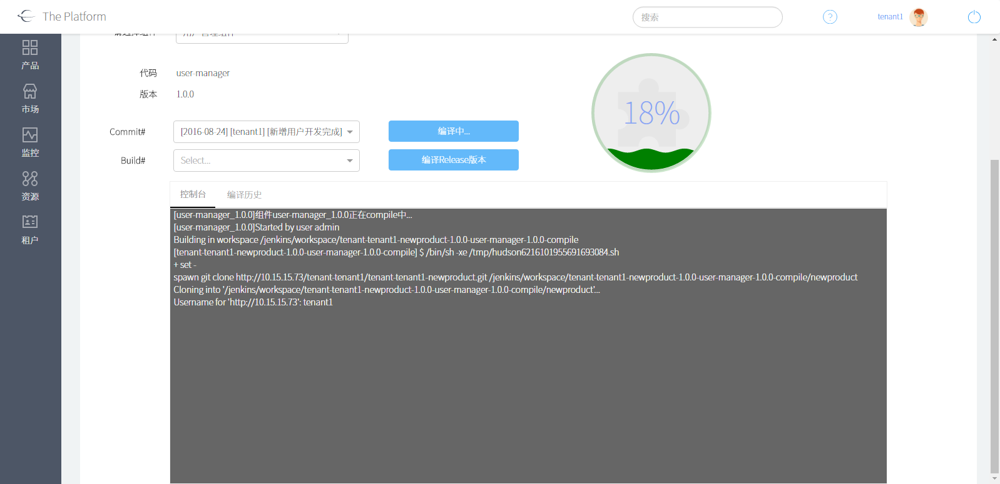 The Platform
搜索
tenant1
产品
市场
监控
资源
租户
代码 user-manager
版本 1.0.0
Commit# [2016-08-24] [tenant1] [新增用户开发完成] 编译中...
Build# Select... 编译Release版本
18%
控制台 编译历史
[user-manager_1.0.0]组件user-manager_1.0.0正在compile中...
[user-manager_1.0.0]Started by user admin
Building in workspace /jenkins/workspace/tenant-tenant1-newproduct-1.0.0-user-manager-1.0.0-compile
[tenant-tenant1-newproduct-1.0.0-user-manager-1.0.0-compile] $ /bin/sh -xe /tmp/hudson6216101955691693084.sh
+ set -
spawn git clone http://10.15.15.73/tenant-tenant1/tenant-tenant1-newproduct.git /jenkins/workspace/tenant-tenant1-newproduct-1.0.0-user-manager-1.0.0-compile/newproduct
Cloning into '/jenkins/workspace/tenant-tenant1-newproduct-1.0.0-user-manager-1.0.0-compile/newproduct'...
Username for 'http://10.15.15.73': tenant1